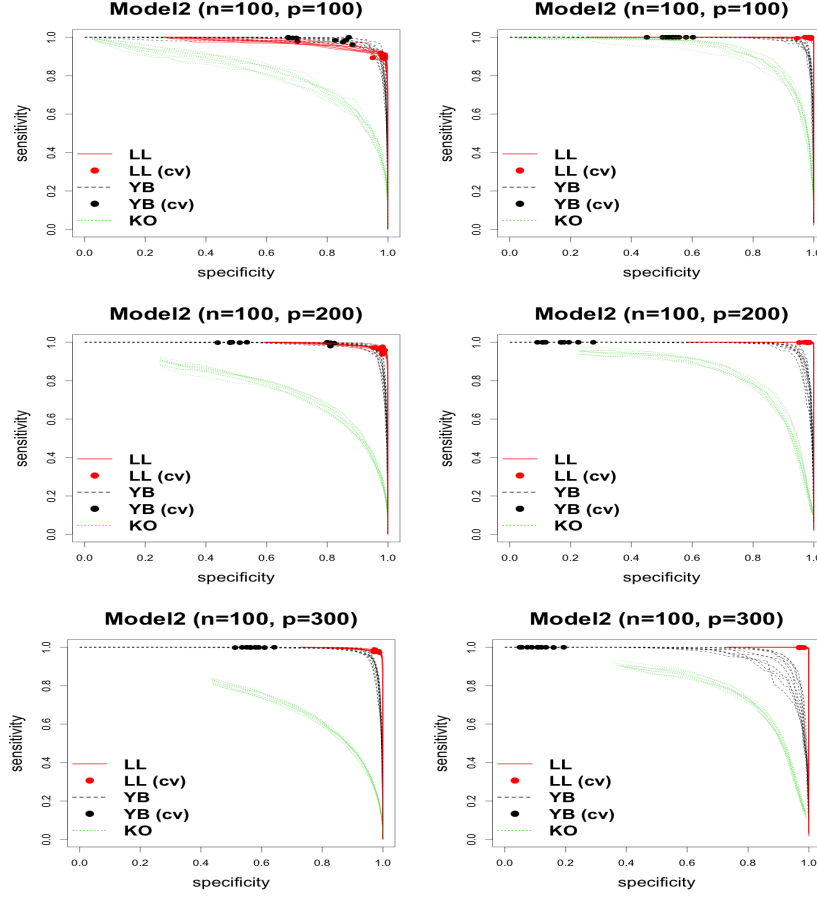 Model2 (n=100, p=100)
1.0
0.8
0.6
0.4
0.2
0.0
sensitivity
LL
LL (cv)
YB
YB (cv)
KO
0.0 0.2 0.4 0.6 0.8 1.0
specificity
Model2 (n=100, p=100)
1.0
0.8
0.6
0.4
0.2
0.0
sensitivity
LL
LL (cv)
YB
YB (cv)
KO
0.0 0.2 0.4 0.6 0.8 1.0
specificity
Model2 (n=100, p=200)
1.0
0.8
0.6
0.4
0.2
0.0
sensitivity
LL
LL (cv)
YB
YB (cv)
KO
0.0 0.2 0.4 0.6 0.8 1.0
specificity
Model2 (n=100, p=200)
1.0
0.8
0.6
0.4
0.2
0.0
sensitivity
LL
LL (cv)
YB
YB (cv)
KO
0.0 0.2 0.4 0.6 0.8 1.0
specificity
Model2 (n=100, p=300)
1.0
0.8
0.6
0.4
0.2
0.0
sensitivity
LL
LL (cv)
YB
YB (cv)
KO
0.0 0.2 0.4 0.6 0.8 1.0
specificity
Model2 (n=100, p=300)
1.0
0.8
0.6
0.4
0.2
0.0
sensitivity
LL
LL (cv)
YB
YB (cv)
KO
0.0 0.2 0.4 0.6 0.8 1.0
specificity